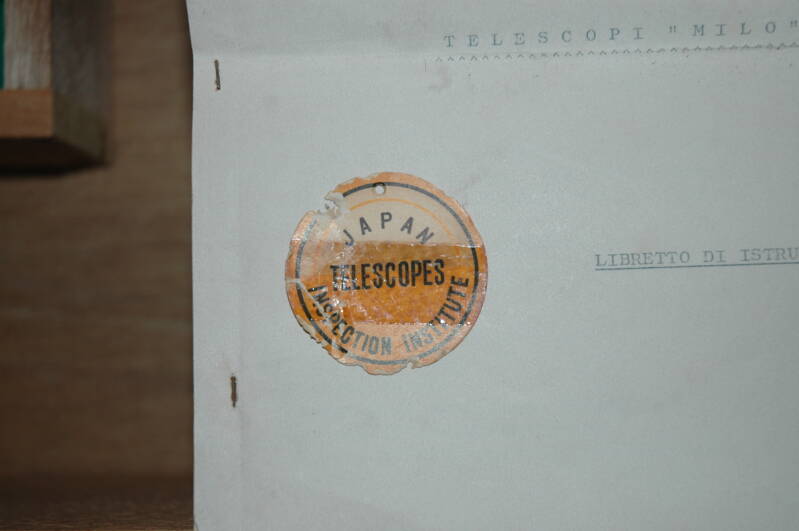 TELESCOPI "MILO"
LIBRETTO DI ISTRU
JAPAN
TELESCOPES
INSPECTION INSTITUTE